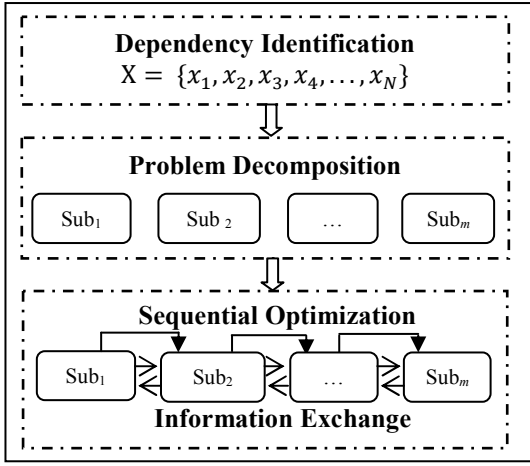 Dependency Identification
X = {x₁, x₂, x₃, x₄, . . . , x_N}
Problem Decomposition
Sub₁ Sub ₂ … Subₘ
Sequential Optimization
Sub₁ Sub₂ … Subₘ
Information Exchange